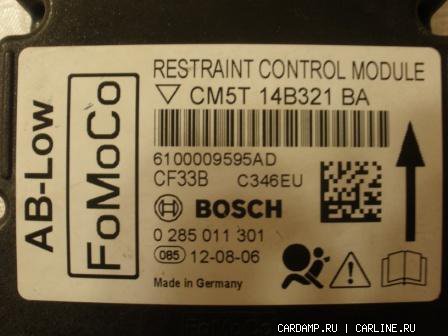 AB-Low
FoMoCo
RESTRAINT CONTROL MODULE
CM5T 14B321 BA
6100009595AD
CF33B C346EU
BOSCH
0 285 011 301
085 12-08-06
Made in Germany
CARDAMP.RU / CARLINE.RU